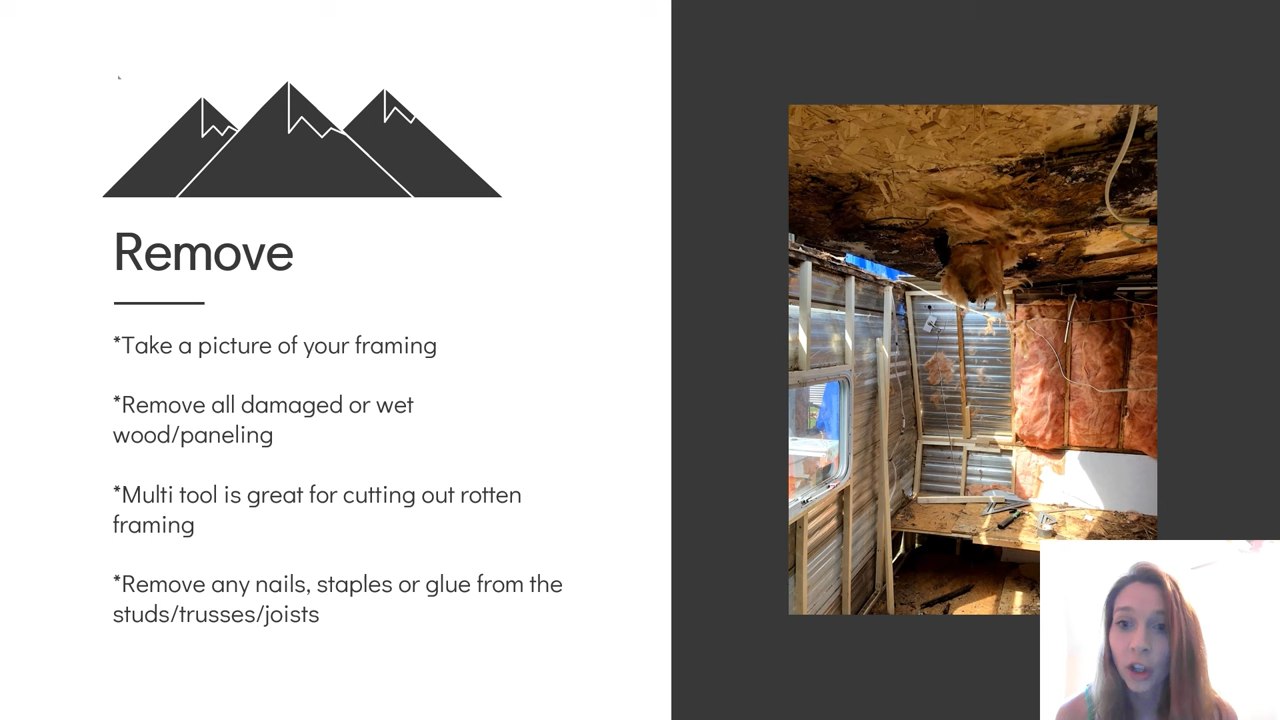 Remove
*Take a picture of your framing
*Remove all damaged or wet
wood/paneling
*Multi tool is great for cutting out rotten
framing
*Remove any nails, staples or glue from the
studs/trusses/joists